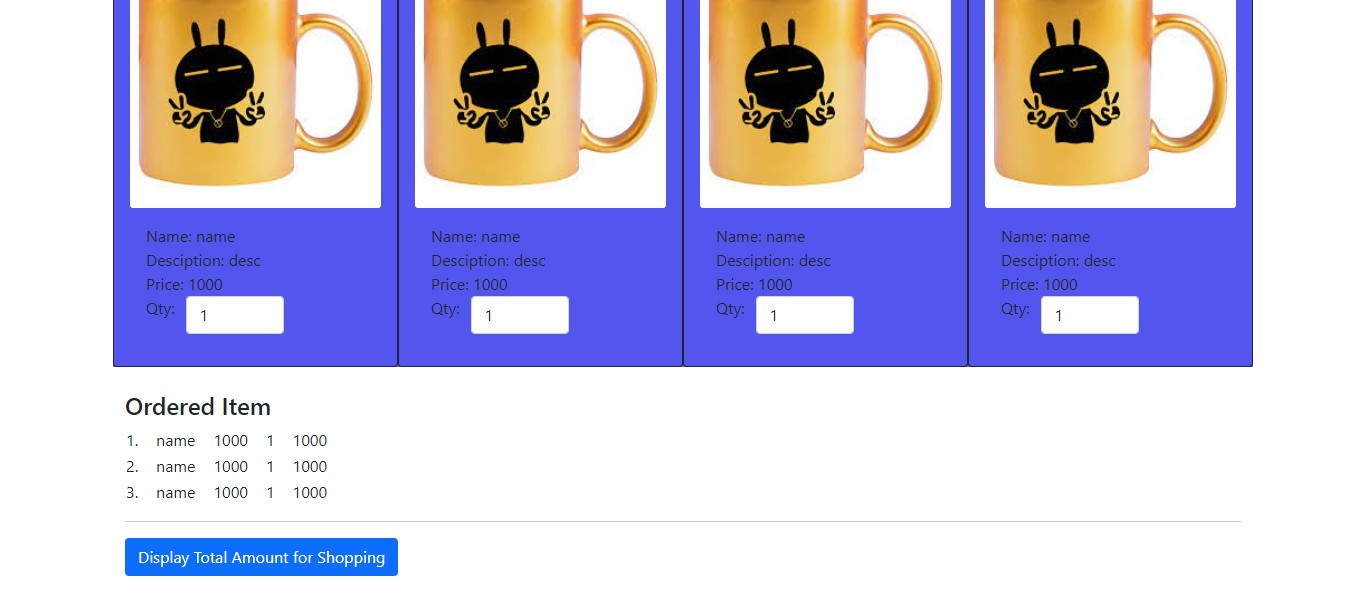 Name: name
Desciption: desc
Price: 1000
Qty: 1
Name: name
Desciption: desc
Price: 1000
Qty: 1
Name: name
Desciption: desc
Price: 1000
Qty: 1
Name: name
Desciption: desc
Price: 1000
Qty: 1
Ordered Item
1. name 1000 1 1000
2. name 1000 1 1000
3. name 1000 1 1000
Display Total Amount for Shopping